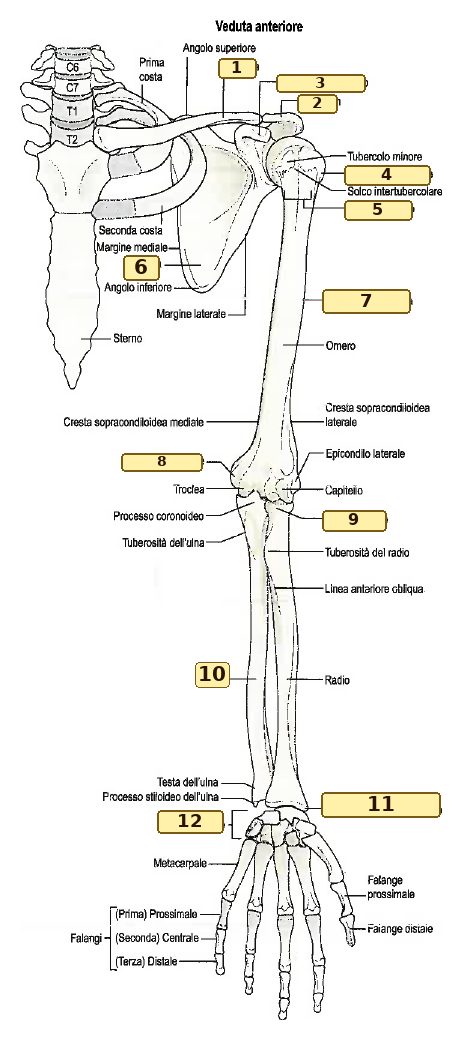 Veduta anteriore
Angolo superiore
Prima
costa
1
3
2
C6
C7
T1
T2
Tubercolo minore
4
Solco intertubercolare
5
Seconda costa
Margine mediale
6
Angolo inferiore
Margine laterale
7
Sterno
Omero
Cresta sopracondiloidea mediale
Cresta sopracondiloidea
laterale
Epicondilo laterale
8
Troclea
Capitello
Processo coronoideo
9
Tuberosità dell'ulna
Tuberosità del radio
Linea anteriore obliqua
10
Radio
Testa dell'ulna
Processo stiloideo dell'ulna
11
12
Metacarpale
Falange
prossimale
Falange distale
Falangi
(Prima) Prossimale
(Seconda) Centrale
(Terza) Distale